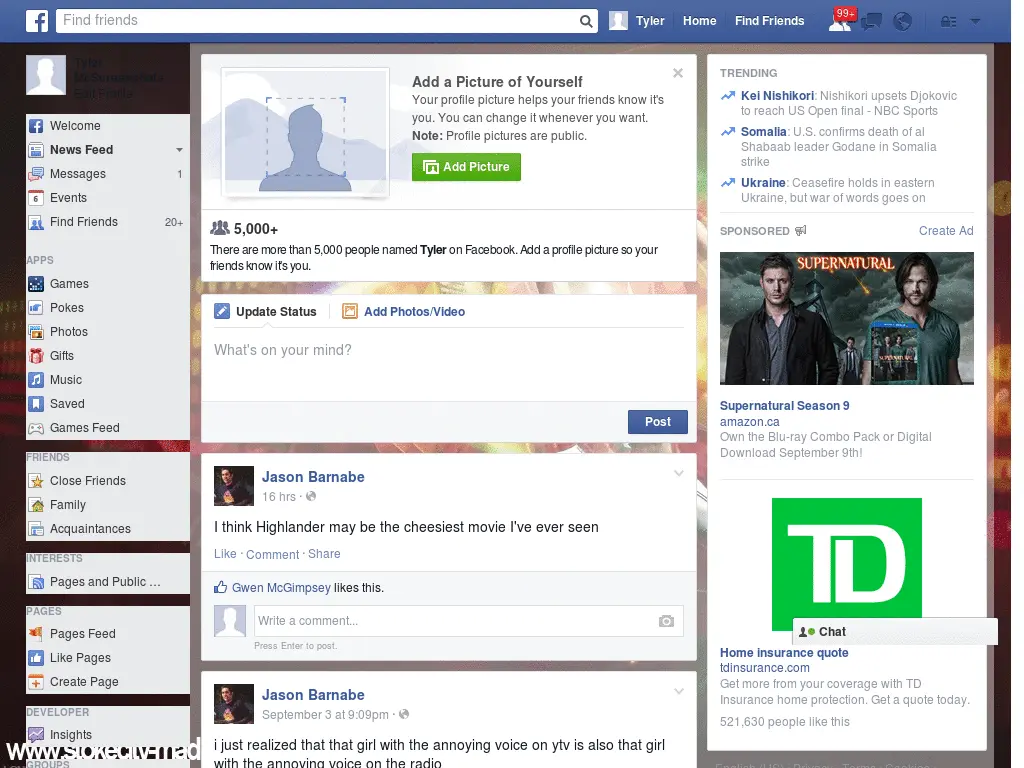 Find friends
Tyler
Home
Find Friends
99+
Tyler
Edit Profile
Welcome
News Feed
Messages 1
Events
Find Friends 20+
APPS
Games
Pokes
Photos
Gifts
Music
Saved
Games Feed
FRIENDS
Close Friends
Family
Acquaintances
INTERESTS
Pages and Public ...
PAGES
Pages Feed
Like Pages
Create Page
DEVELOPER
Insights
GROUPS
www.stokecity-mad
Add a Picture of Yourself
Your profile picture helps your friends know it's
you. You can change it whenever you want.
Note: Profile pictures are public.
Add Picture
5,000+
There are more than 5,000 people named Tyler on Facebook. Add a profile picture so your
friends know it's you.
Update Status
Add Photos/Video
What's on your mind?
Post
Jason Barnabe
16 hrs ·
I think Highlander may be the cheesiest movie I've ever seen
Like · Comment · Share
Gwen McGimpsey likes this.
Write a comment...
Press Enter to post.
Jason Barnabe
September 3 at 9:09pm ·
i just realized that that girl with the annoying voice on ytv is also that girl
with the annoying voice on the radio
TRENDING
Kei Nishikori: Nishikori upsets Djokovic
to reach US Open final - NBC Sports
Somalia: U.S. confirms death of al
Shabaab leader Godane in Somalia
strike
Ukraine: Ceasefire holds in eastern
Ukraine, but war of words goes on
SPONSORED
Create Ad
SUPERNATURAL
Supernatural Season 9
amazon.ca
Own the Blu-ray Combo Pack or Digital
Download September 9th!
TD
Chat
Home insurance quote
tdinsurance.com
Get more from your coverage with TD
Insurance home protection. Get a quote today.
521,630 people like this
English (US) · Privacy · Terms · Cookies ·